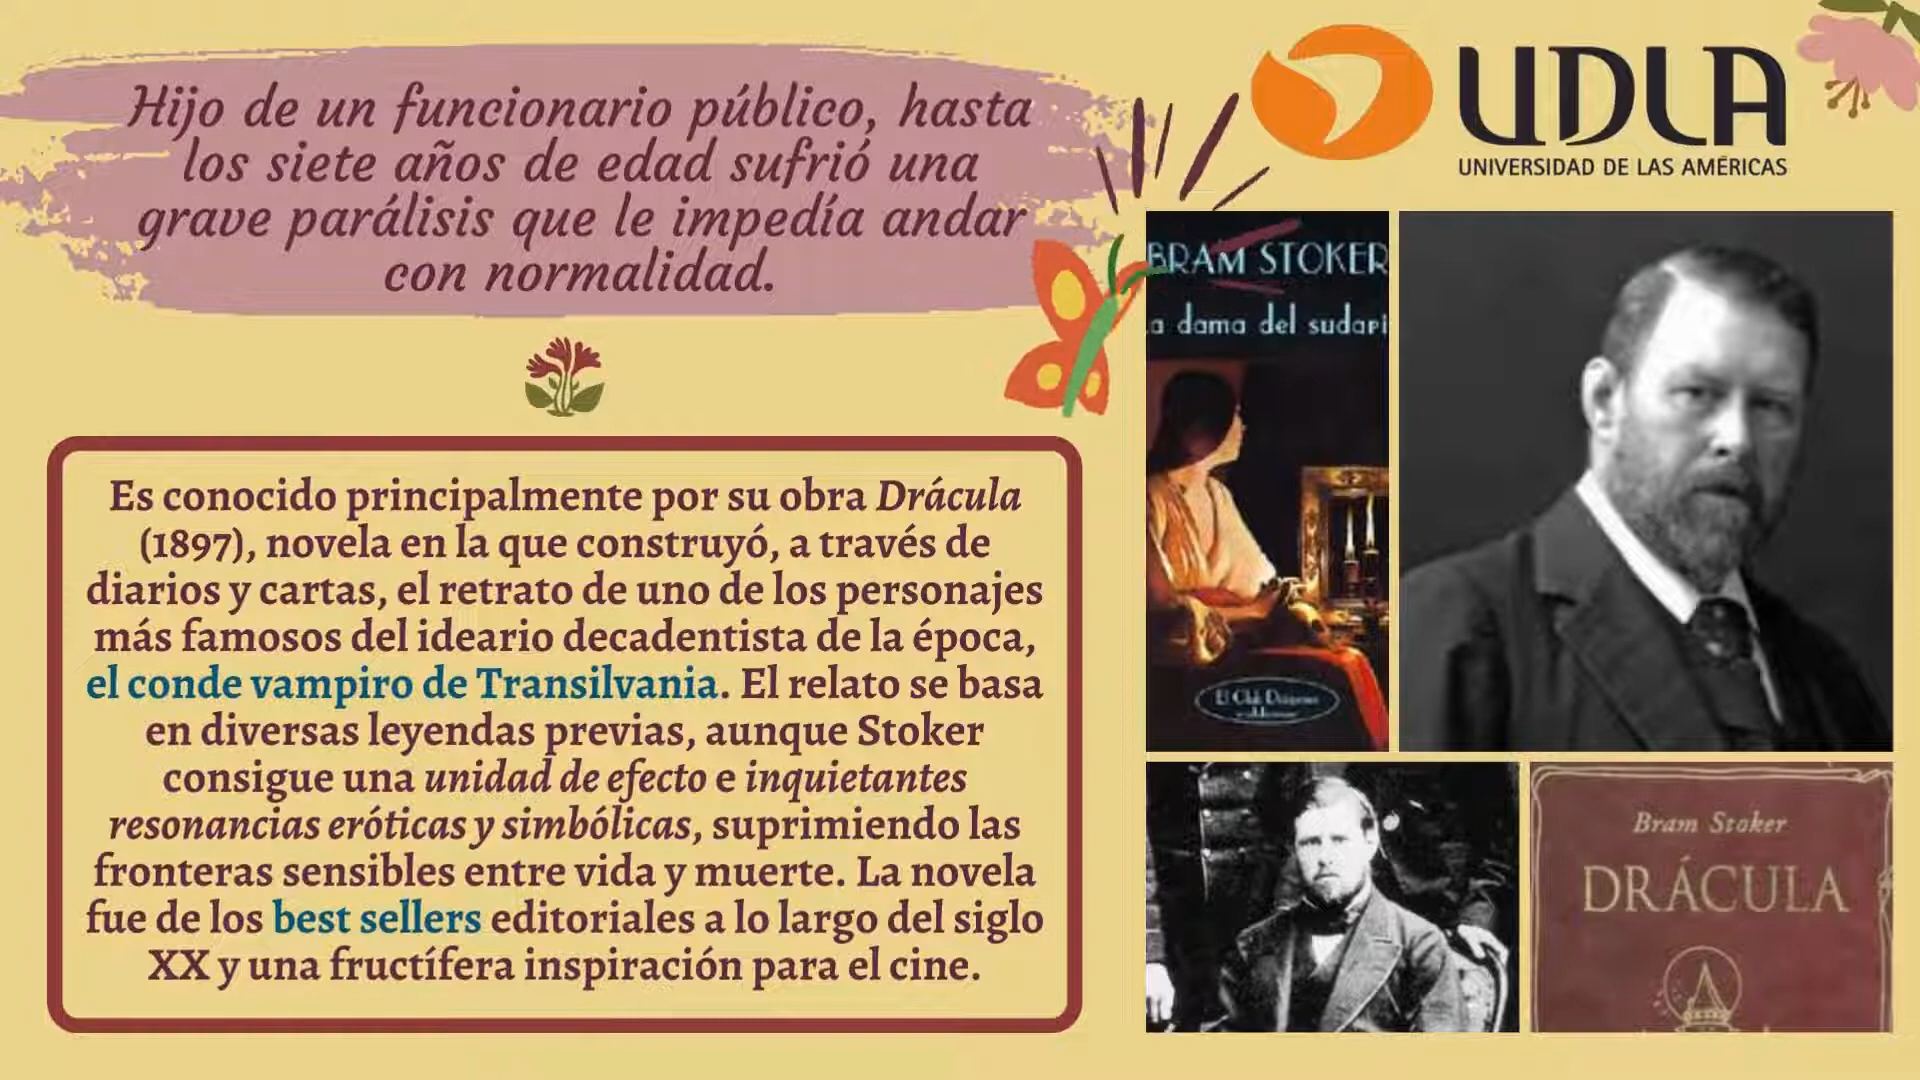 Hijo de un funcionario público, hasta
los siete años de edad sufrió una
grave parálisis que le impedía andar
con normalidad.
Es conocido principalmente por su obra Drácula
(1897), novela en la que construyó, a través de
diarios y cartas, el retrato de uno de los personajes
más famosos del ideario decadentista de la época,
el conde vampiro de Transilvania. El relato se basa
en diversas leyendas previas, aunque Stoker
consigue una unidad de efecto e inquietantes
resonancias eróticas y simbólicas, suprimiendo las
fronteras sensibles entre vida y muerte. La novela
fue de los best sellers editoriales a lo largo del siglo
XX y una fructífera inspiración para el cine.
UDLA
UNIVERSIDAD DE LAS AMÉRICAS
BRAM STOKER
a dama del sudari
El Club Diógenes
Bram Stoker
DRÁCULA